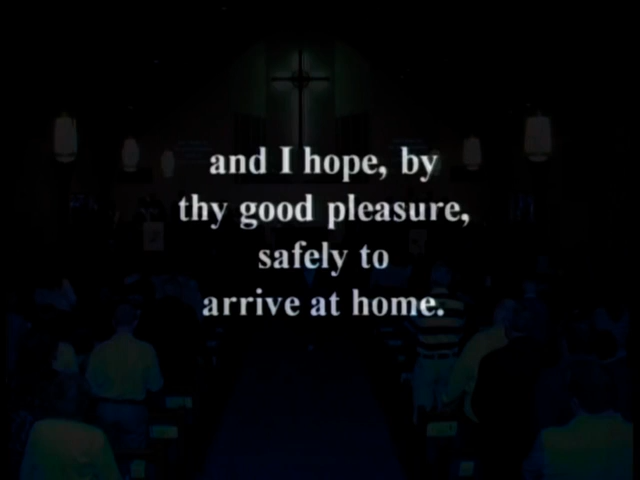 and I hope, by
thy good pleasure,
safely to
arrive at home.